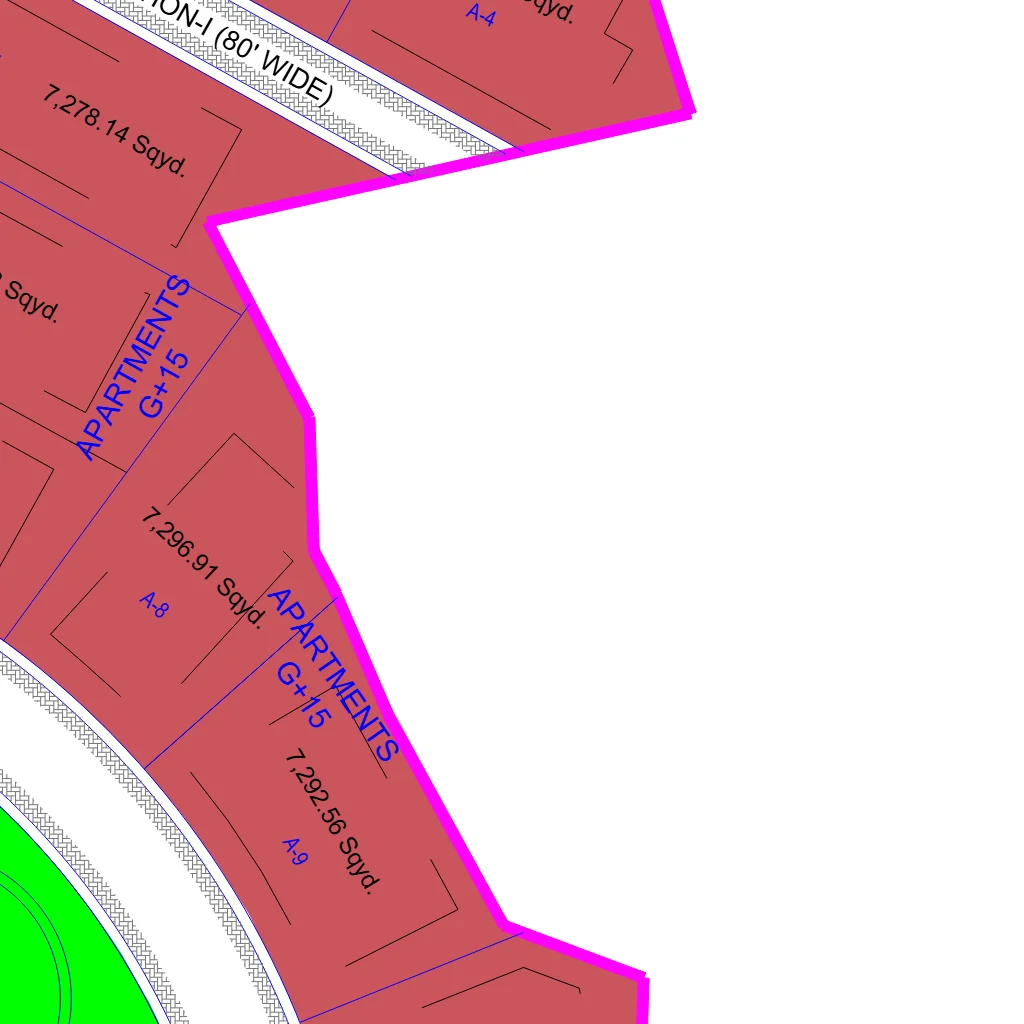 Sqyd.
A-4
ION-I (80' WIDE)
7,278.14 Sqyd.
Sqyd.
APARTMENTS
G+15
7,296.91 Sqyd.
A-8
APARTMENTS
G+15
7,292.56 Sqyd.
A-9